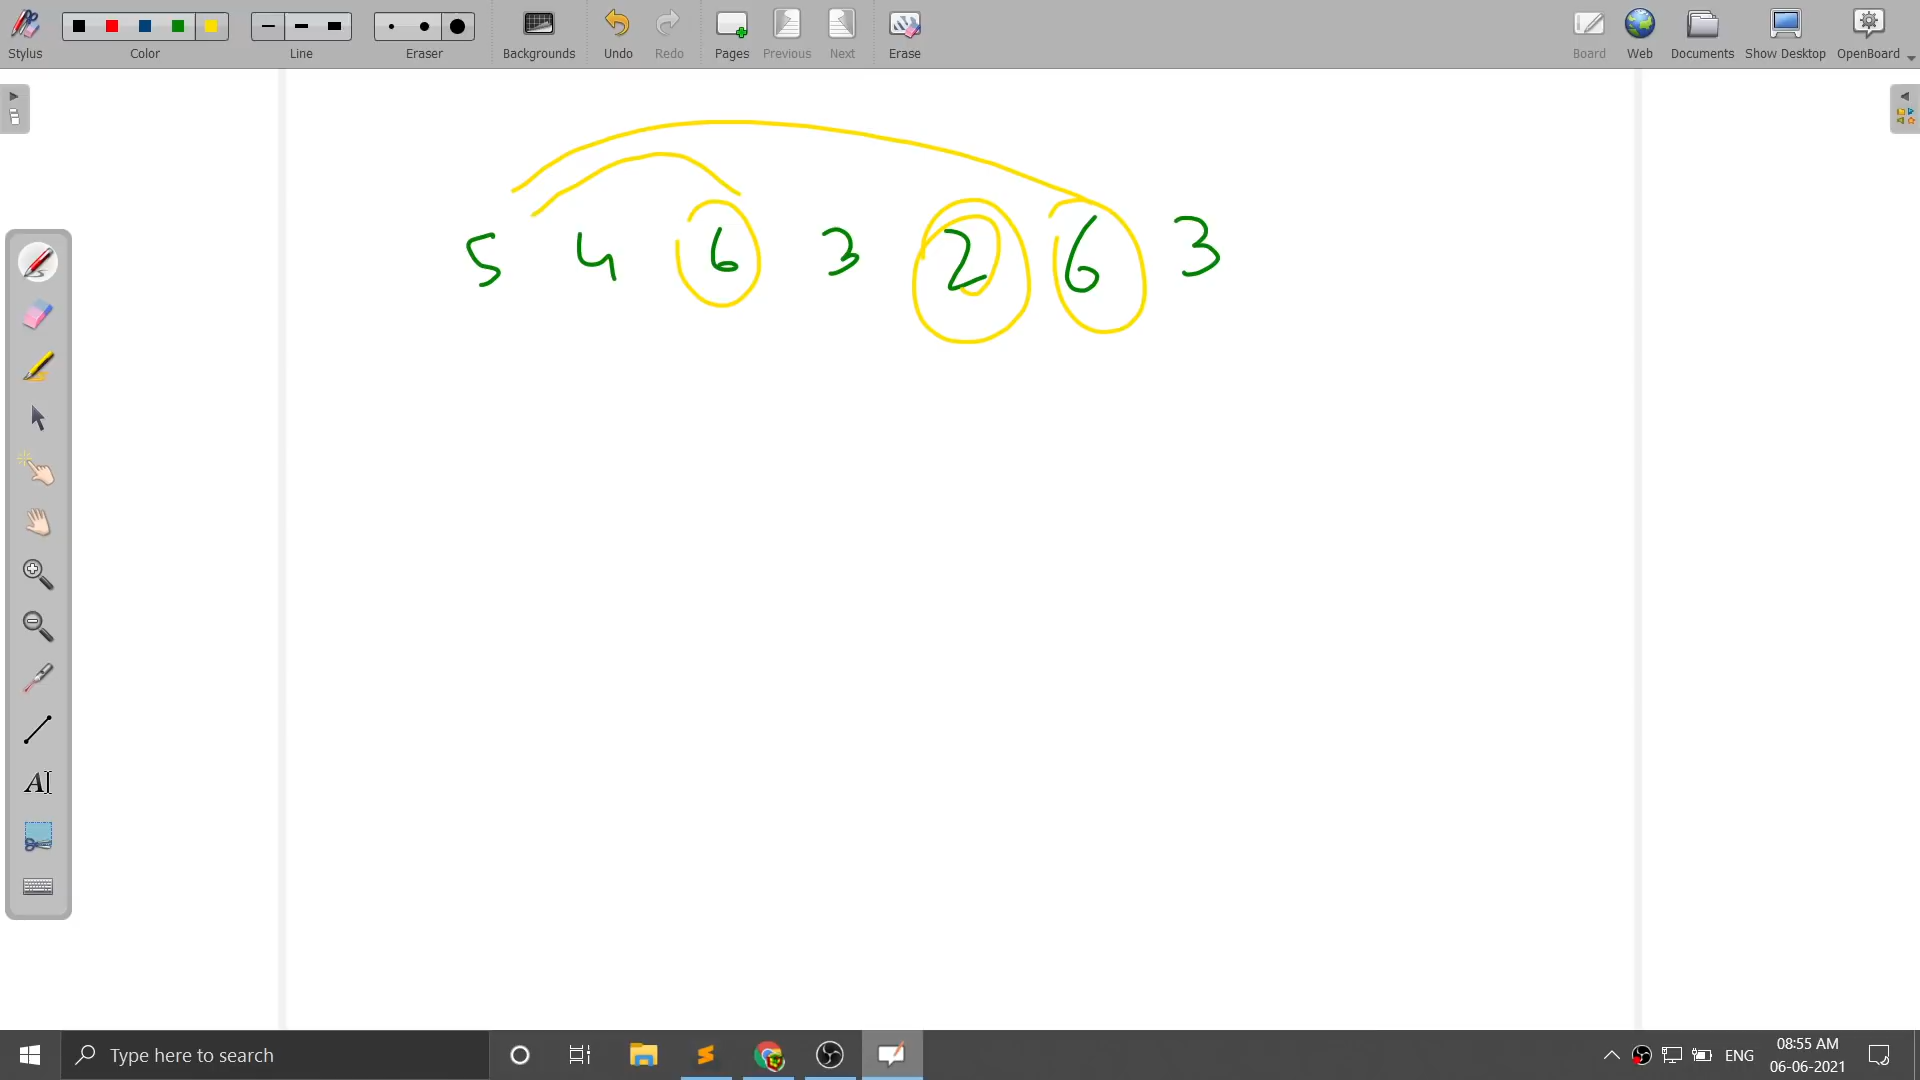 Stylus Color Line Eraser Backgrounds Undo Redo Pages Previous Next Erase Board Web Documents Show Desktop OpenBoard
5 4 6 3 2 6 3
AI
Type here to search
ENG
08:55 AM
06-06-2021